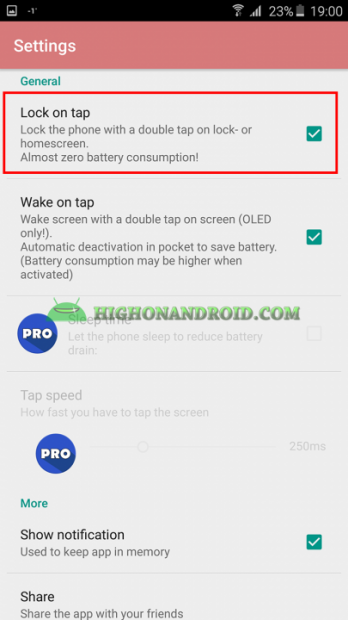 -1°
23% 19:00
Settings
General
Lock on tap
Lock the phone with a double tap on lock- or
homescreen.
Almost zero battery consumption!
Wake on tap
Wake screen with a double tap on screen (OLED
only!).
Automatic deactivation in pocket to save battery.
(Battery consumption may be higher when
activated)
HIGHONANDROID.COM
Sleep time
PRO
Let the phone sleep to reduce battery
drain:
Tap speed
How fast you have to tap the screen
PRO
250ms
More
Show notification
Used to keep app in memory
Share
Share the app with your friends